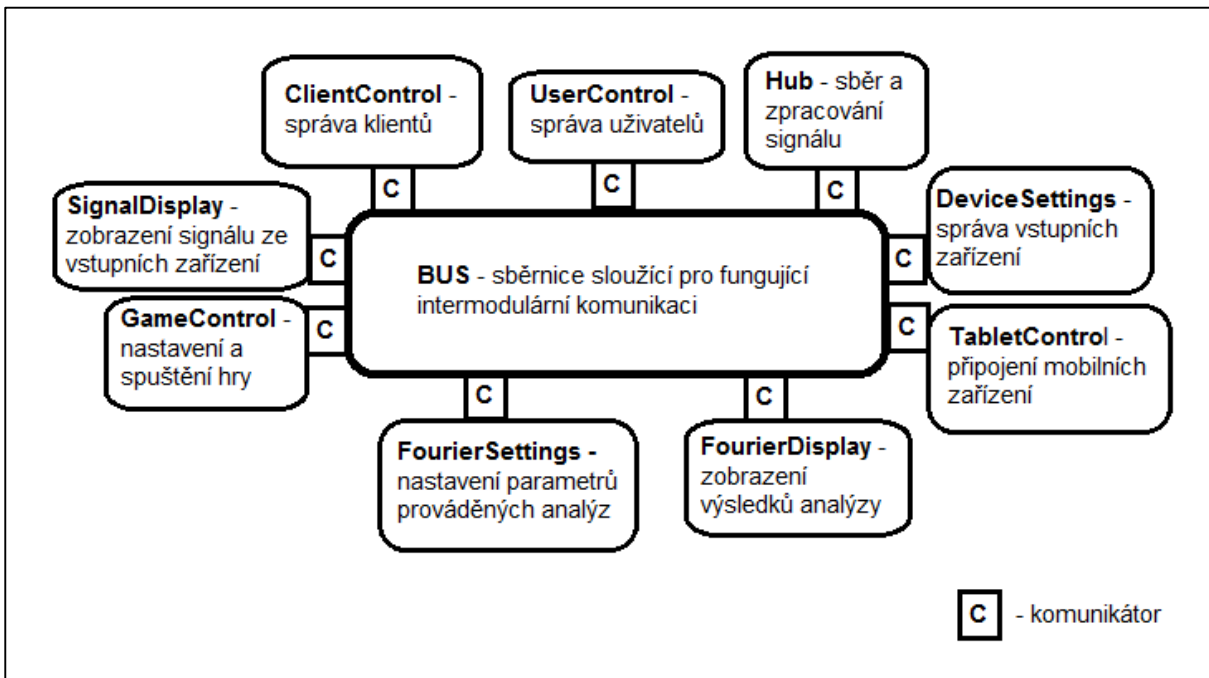 ClientControl -
správa klientů
UserControl -
správa uživatelů
Hub - sběr a
zpracování
signálu
C
C
C
SignalDisplay -
zobrazení signálu ze
vstupních zařízení
C
DeviceSettings -
správa vstupních
zařízení
C
BUS - sběrnice sloužící pro fungující
intermodulární komunikaci
GameControl -
nastavení a
spuštění hry
C
TabletControl -
připojení mobilních
zařízení
C
C
C
FourierSettings -
nastavení parametrů
prováděných analýz
FourierDisplay -
zobrazení
výsledků analýzy
C - komunikátor